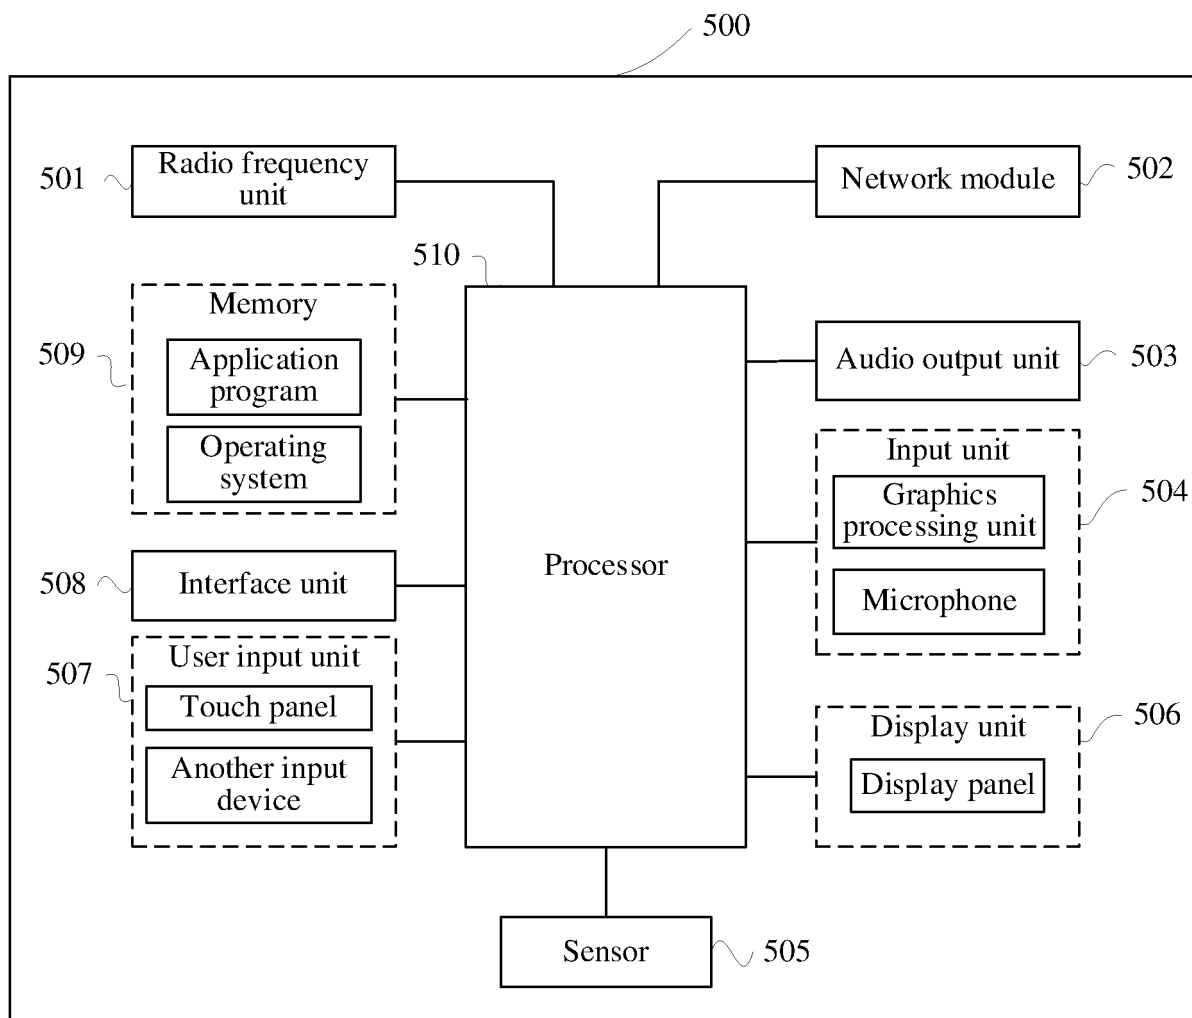 500
501
Radio frequency
unit
Network module
502
510
Memory
509
Application
program
Operating
system
Audio output unit
503
Input unit
Graphics
processing unit
504
Microphone
Processor
508
Interface unit
507
User input unit
Touch panel
Another input
device
Display unit
506
Display panel
Sensor
505